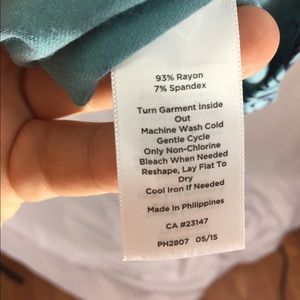 93% Rayon
7% Spandex
Turn Garment Inside
Out
Machine Wash Cold
Gentle Cycle
Only Non-Chlorine
Bleach When Needed
Reshape, Lay Flat To
Dry
Cool Iron If Needed
Made In Philippines
CA #23147
PH2807 05/15